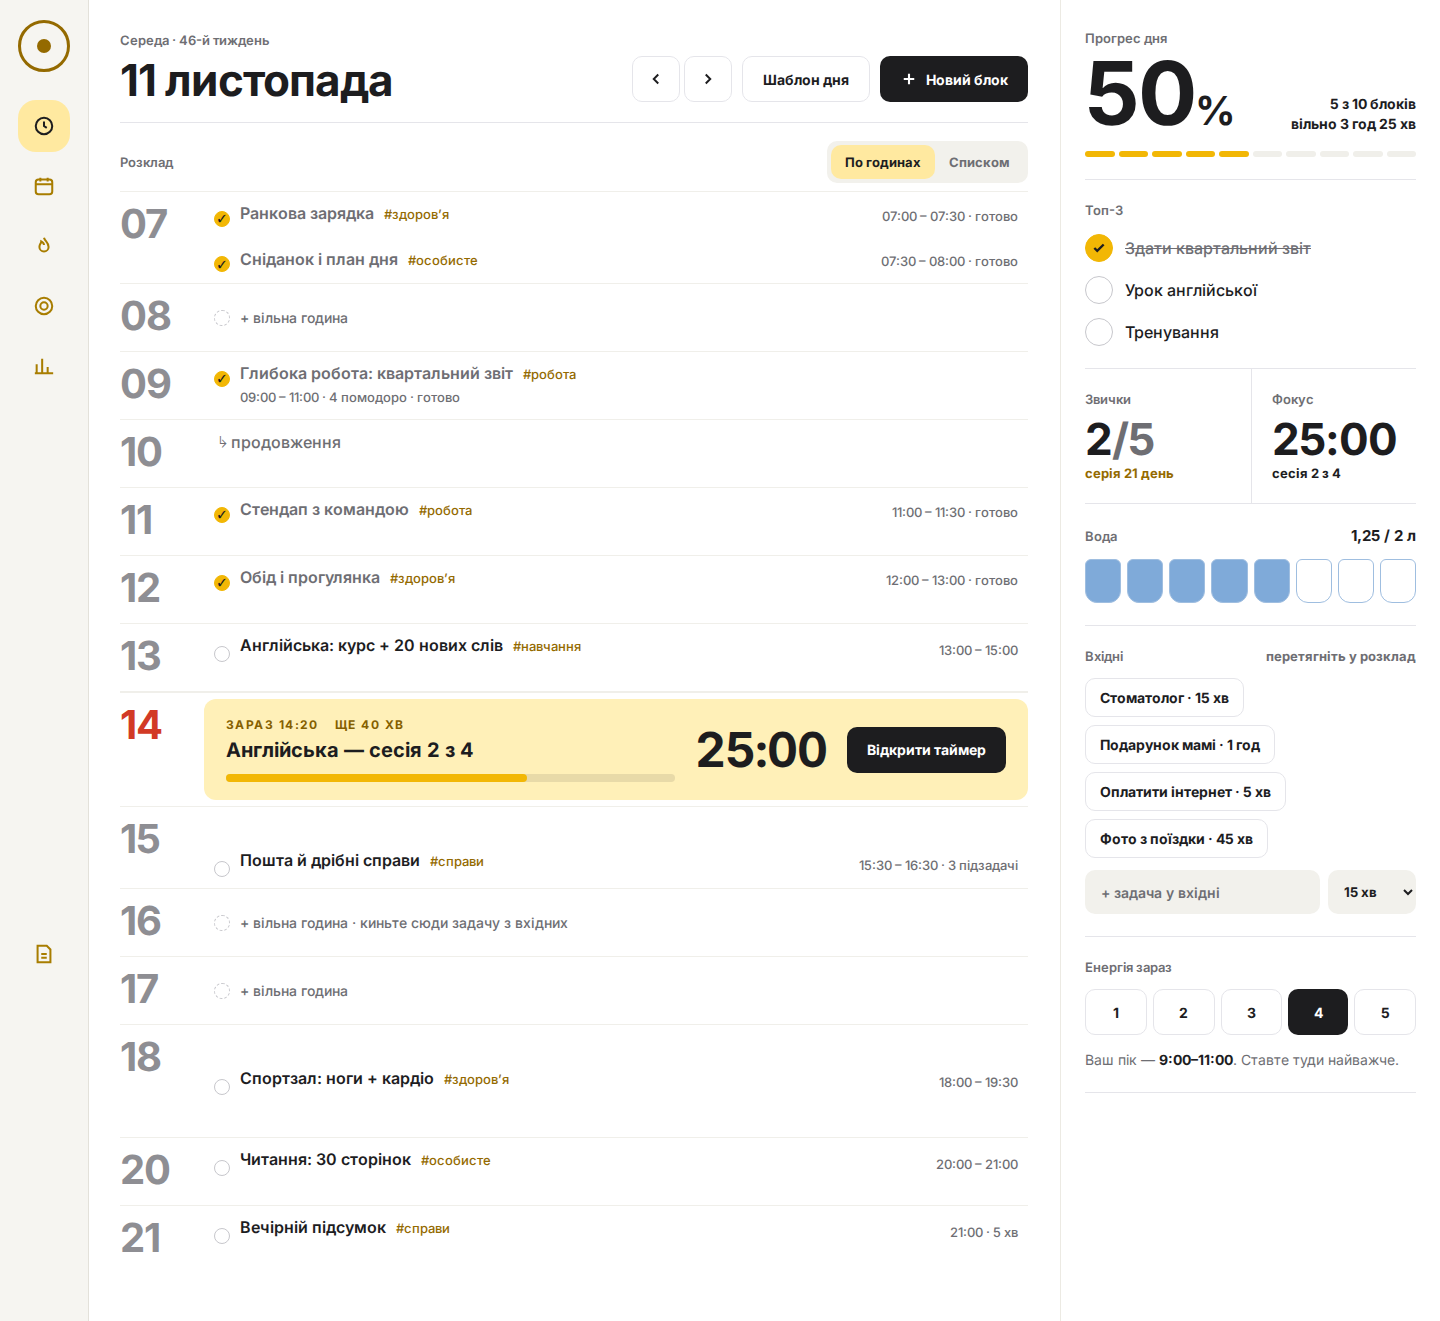 Середа · 46-й тиждень
11 листопада
Шаблон дня
+ Новий блок
Розклад
По годинах
Списком
07
Ранкова зарядка #здоров’я 07:00 – 07:30 · готово
Сніданок і план дня #особисте 07:30 – 08:00 · готово
08
+ вільна година
09
Глибока робота: квартальний звіт #робота
09:00 – 11:00 · 4 помодоро · готово
10
↳ продовження
11
Стендап з командою #робота 11:00 – 11:30 · готово
12
Обід і прогулянка #здоров’я 12:00 – 13:00 · готово
13
Англійська: курс + 20 нових слів #навчання 13:00 – 15:00
14
ЗАРАЗ 14:20 ЩЕ 40 ХВ
Англійська — сесія 2 з 4
25:00
Відкрити таймер
15
Пошта й дрібні справи #справи 15:30 – 16:30 · 3 підзадачі
16
+ вільна година · киньте сюди задачу з вхідних
17
+ вільна година
18
Спортзал: ноги + кардіо #здоров’я 18:00 – 19:30
20
Читання: 30 сторінок #особисте 20:00 – 21:00
21
Вечірній підсумок #справи 21:00 · 5 хв
Прогрес дня
50%
5 з 10 блоків
вільно 3 год 25 хв
Топ-3
Здати квартальний звіт
Урок англійської
Тренування
Звички
2/5
серія 21 день
Фокус
25:00
сесія 2 з 4
Вода 1,25 / 2 л
Вхідні перетягніть у розклад
Стоматолог · 15 хв
Подарунок мамі · 1 год
Оплатити інтернет · 5 хв
Фото з поїздки · 45 хв
+ задача у вхідні
15 хв
Енергія зараз
1 2 3 4 5
Ваш пік — 9:00–11:00. Ставте туди найважче.